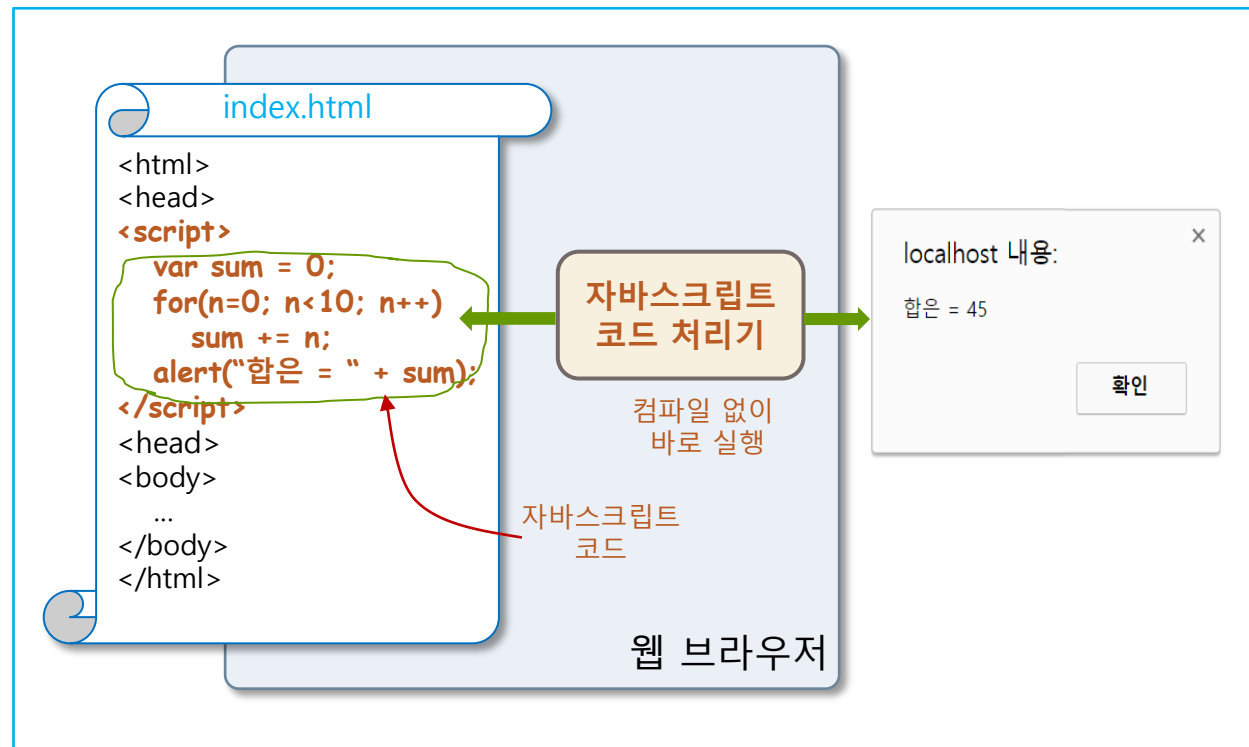 index.html
<html>
<head>
<script>
var sum = 0;
for(n=0; n<10; n++)
sum += n;
alert(“합은 = “ + sum);
</script>
<head>
<body>
...
</body>
</html>
자바스크립트
코드 처리기
컴파일 없이
바로 실행
자바스크립트
코드
웹 브라우저
localhost 내용:
합은 = 45
확인